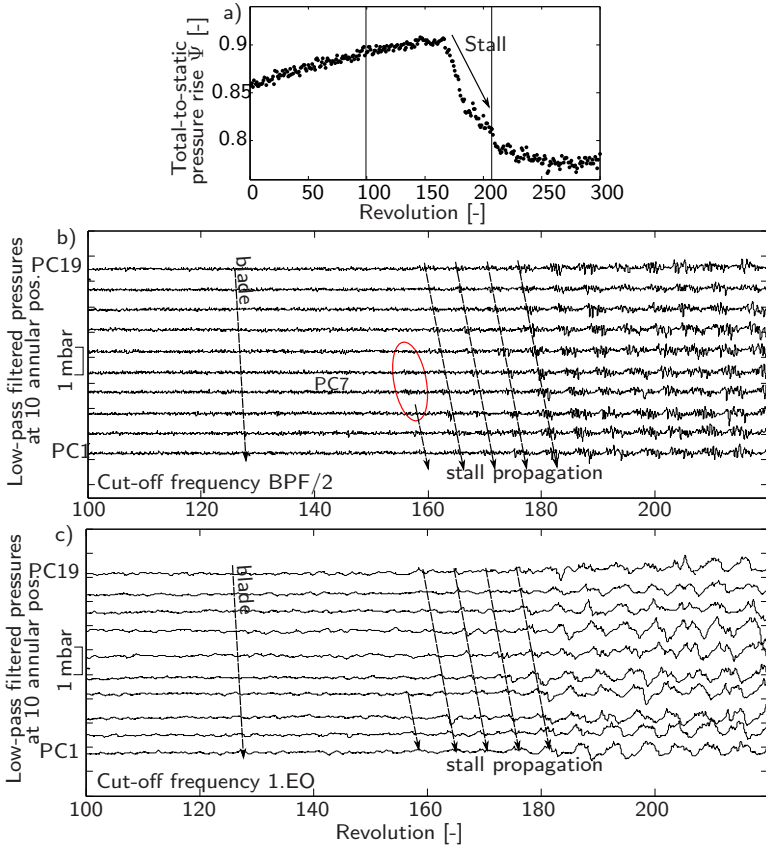 a)
Total-to-static
pressure rise Ψ̄ [-]
0.9
0.85
0.8
Stall
0 50 100 150 200 250 300
Revolution [-]
b)
Low-pass filtered pressures
at 10 annular pos.
1 mbar
PC19
blade
PC7
PC1
stall propagation
Cut-off frequency BPF/2
100 120 140 160 180 200
c)
Low-pass filtered pressures
at 10 annular pos.
1 mbar
PC19
blade
PC1
stall propagation
Cut-off frequency 1.EO
100 120 140 160 180 200
Revolution [-]